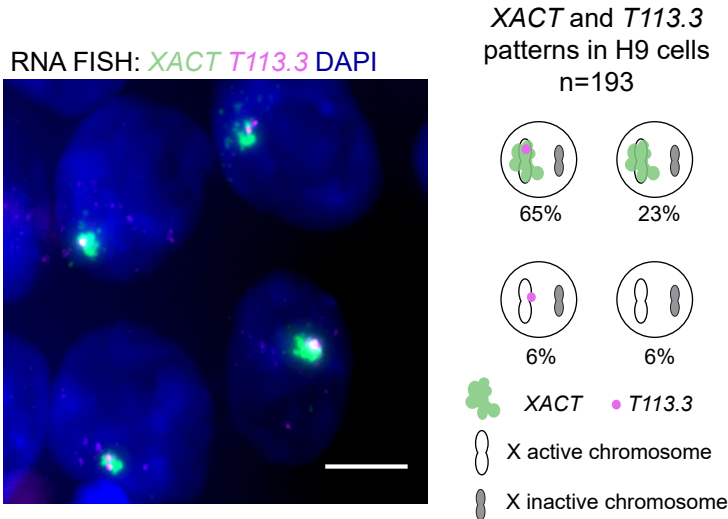 RNA FISH: XACT T113.3 DAPI
XACT and T113.3
patterns in H9 cells
n=193
65%
23%
6%
6%
XACT
T113.3
X active chromosome
X inactive chromosome